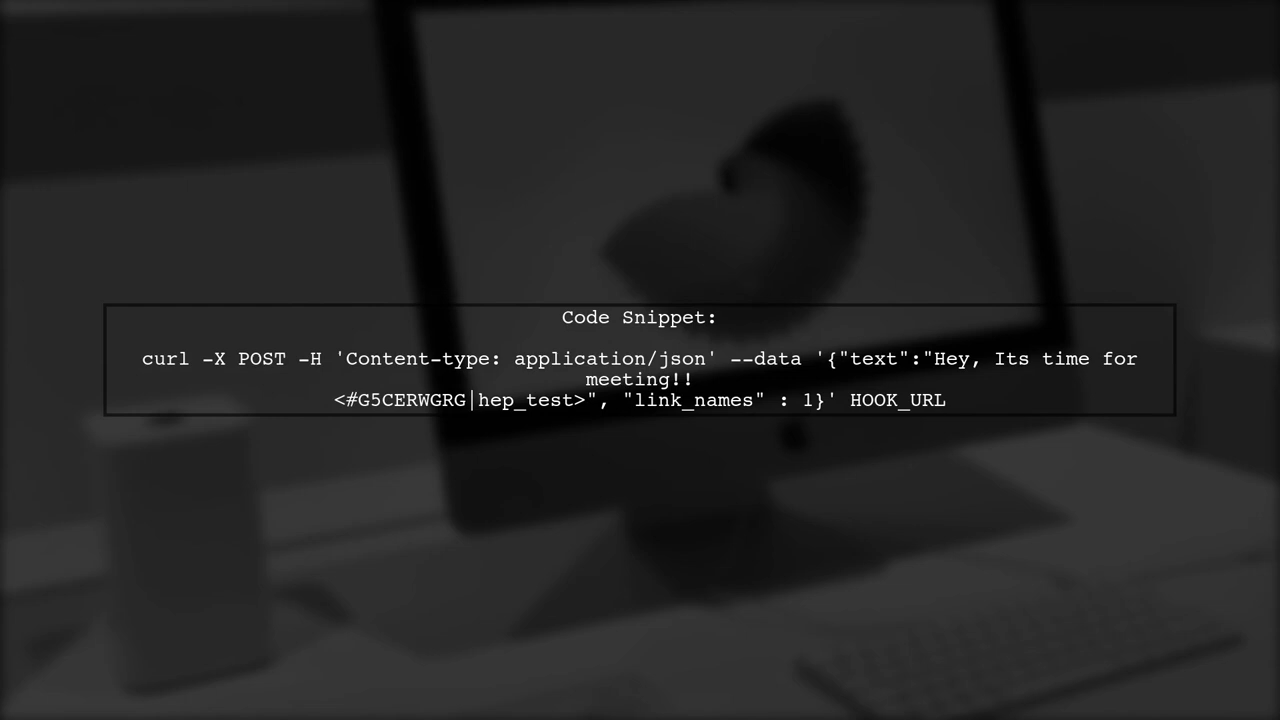 Code Snippet:
curl -X POST -H 'Content-type: application/json' --data '{"text":"Hey, Its time for
meeting!!
<#G5CERWGRG|hep_test>", "link_names" : 1}' HOOK_URL